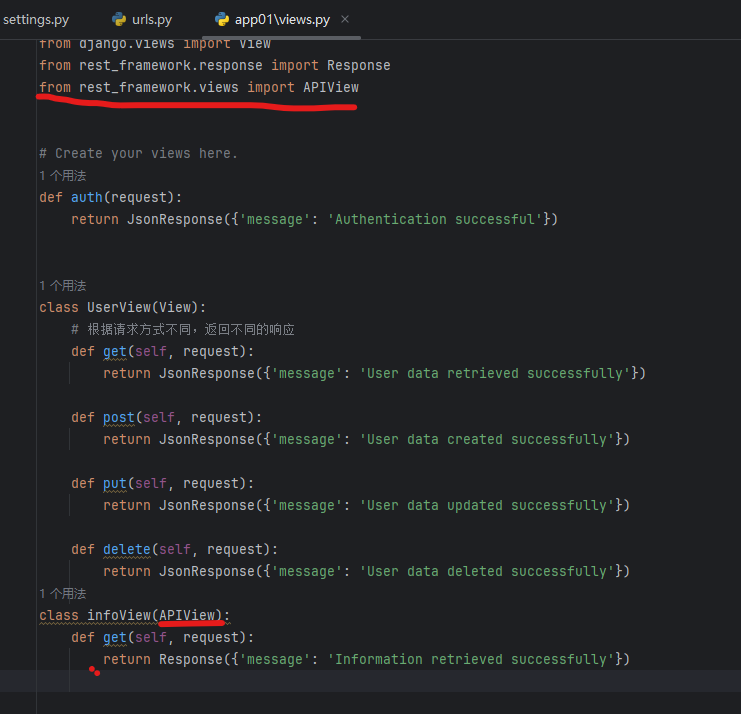 settings.py urls.py app01\views.py
from django.views import View
from rest_framework.response import Response
from rest_framework.views import APIView
# Create your views here.
1 个用法
def auth(request):
return JsonResponse({'message': 'Authentication successful'})
1 个用法
class UserView(View):
# 根据请求方式不同，返回不同的响应
def get(self, request):
return JsonResponse({'message': 'User data retrieved successfully'})
def post(self, request):
return JsonResponse({'message': 'User data created successfully'})
def put(self, request):
return JsonResponse({'message': 'User data updated successfully'})
def delete(self, request):
return JsonResponse({'message': 'User data deleted successfully'})
1 个用法
class infoView(APIView):
def get(self, request):
return Response({'message': 'Information retrieved successfully'})